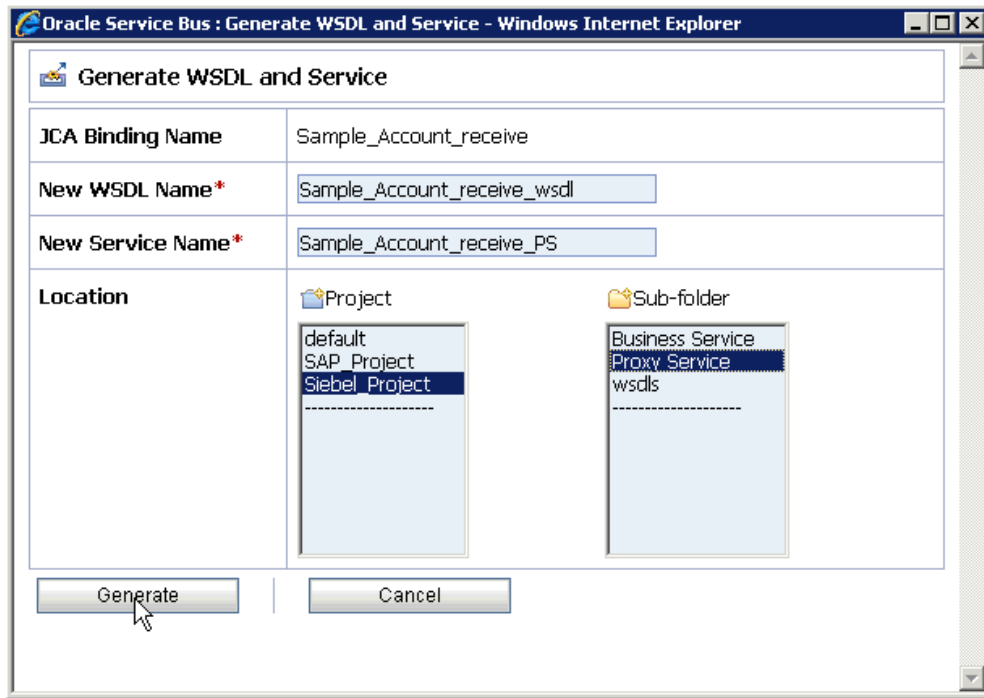 Oracle Service Bus : Generate WSDL and Service - Windows Internet Explorer
Generate WSDL and Service
JCA Binding Name Sample_Account_receive
New WSDL Name* Sample_Account_receive_wsdl
New Service Name* Sample_Account_receive_PS
Location Project Sub-folder
default Business Service
SAP_Project Proxy Service
Siebel_Project wsdls
-------------------- --------------------
Generate Cancel